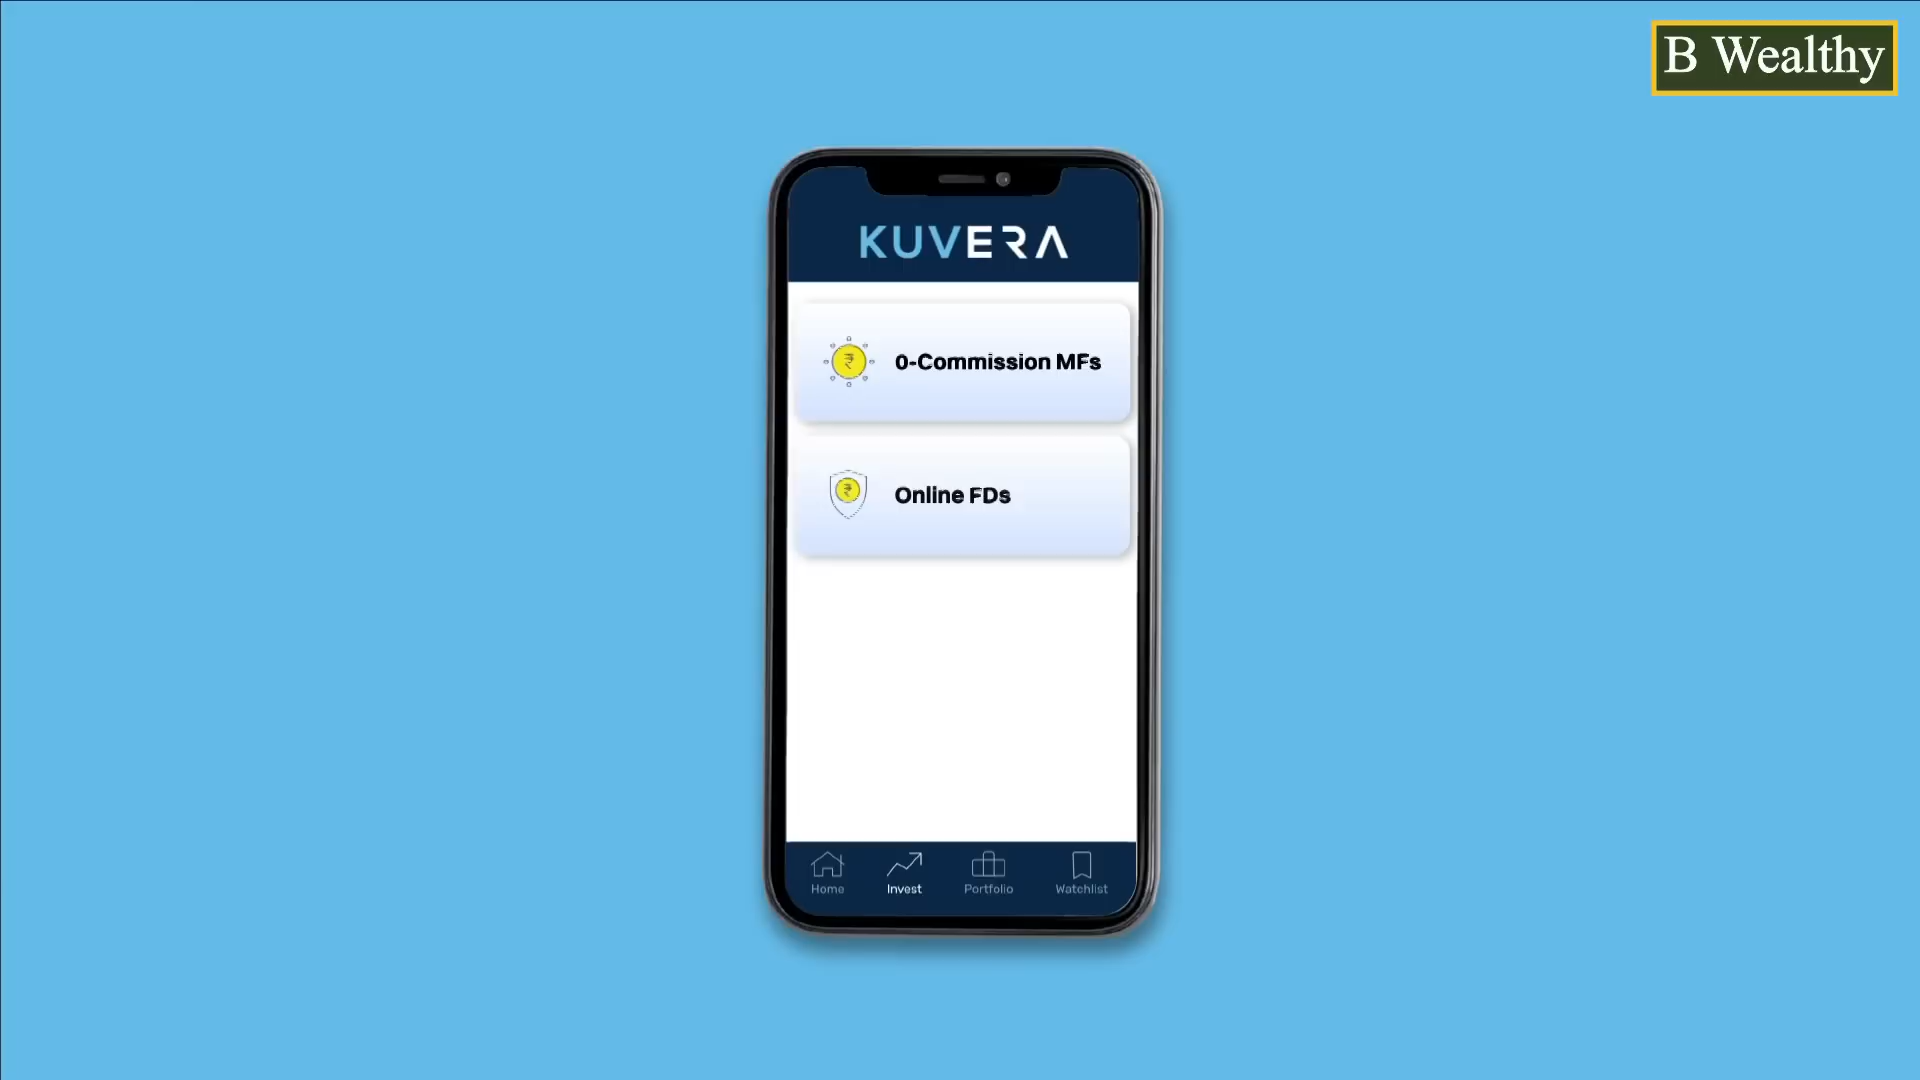 B Wealthy
KUVERA
0-Commission MFs
Online FDs
Home
Invest
Portfolio
Watchlist